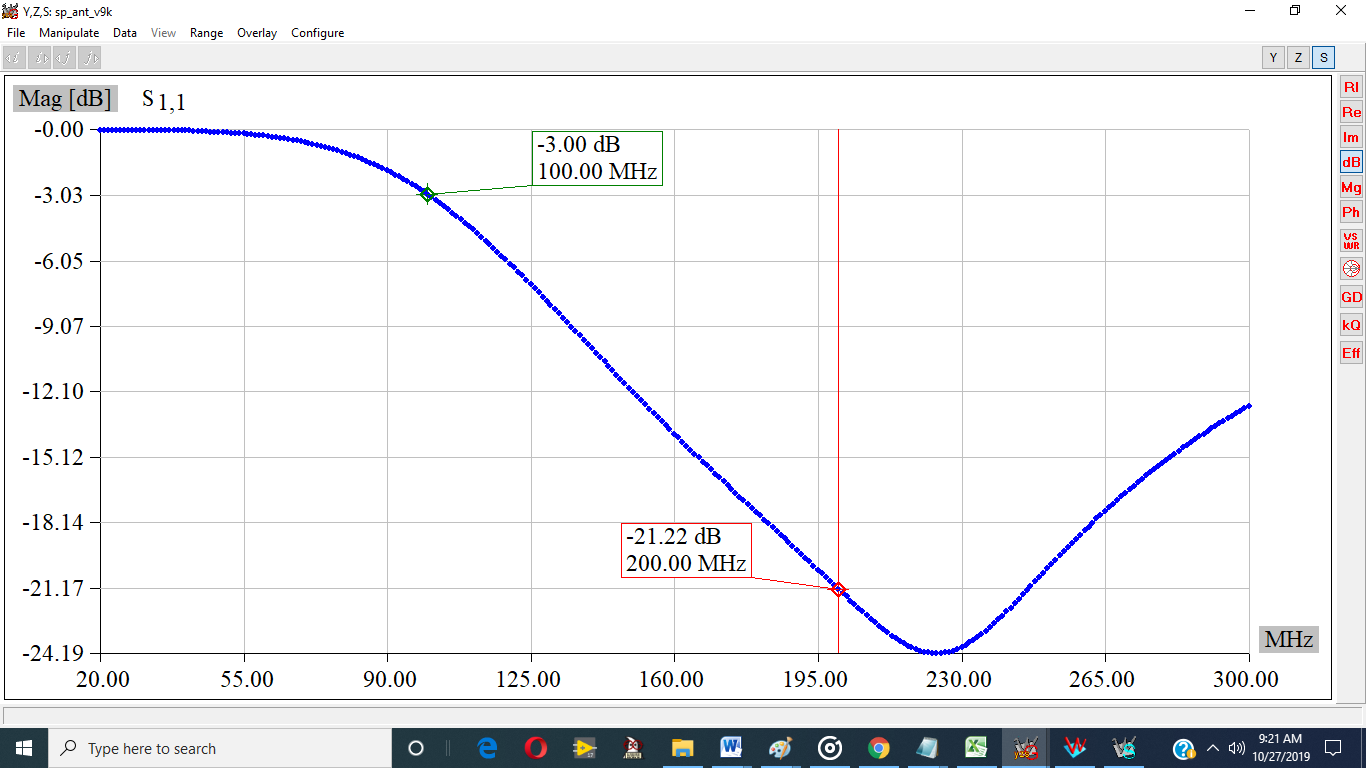 Y,Z,S: sp_ant_v9k
File Manipulate Data View Range Overlay Configure
Y Z S
Mag [dB] S1,1
RI
Re
Im
dB
Mg
Ph
VS
WR
GD
kQ
Eff
-0.00
-3.03
-6.05
-9.07
-12.10
-15.12
-18.14
-21.17
-24.19
-3.00 dB
100.00 MHz
-21.22 dB
200.00 MHz
MHz
20.00 55.00 90.00 125.00 160.00 195.00 230.00 265.00 300.00
Type here to search
9:21 AM
10/27/2019